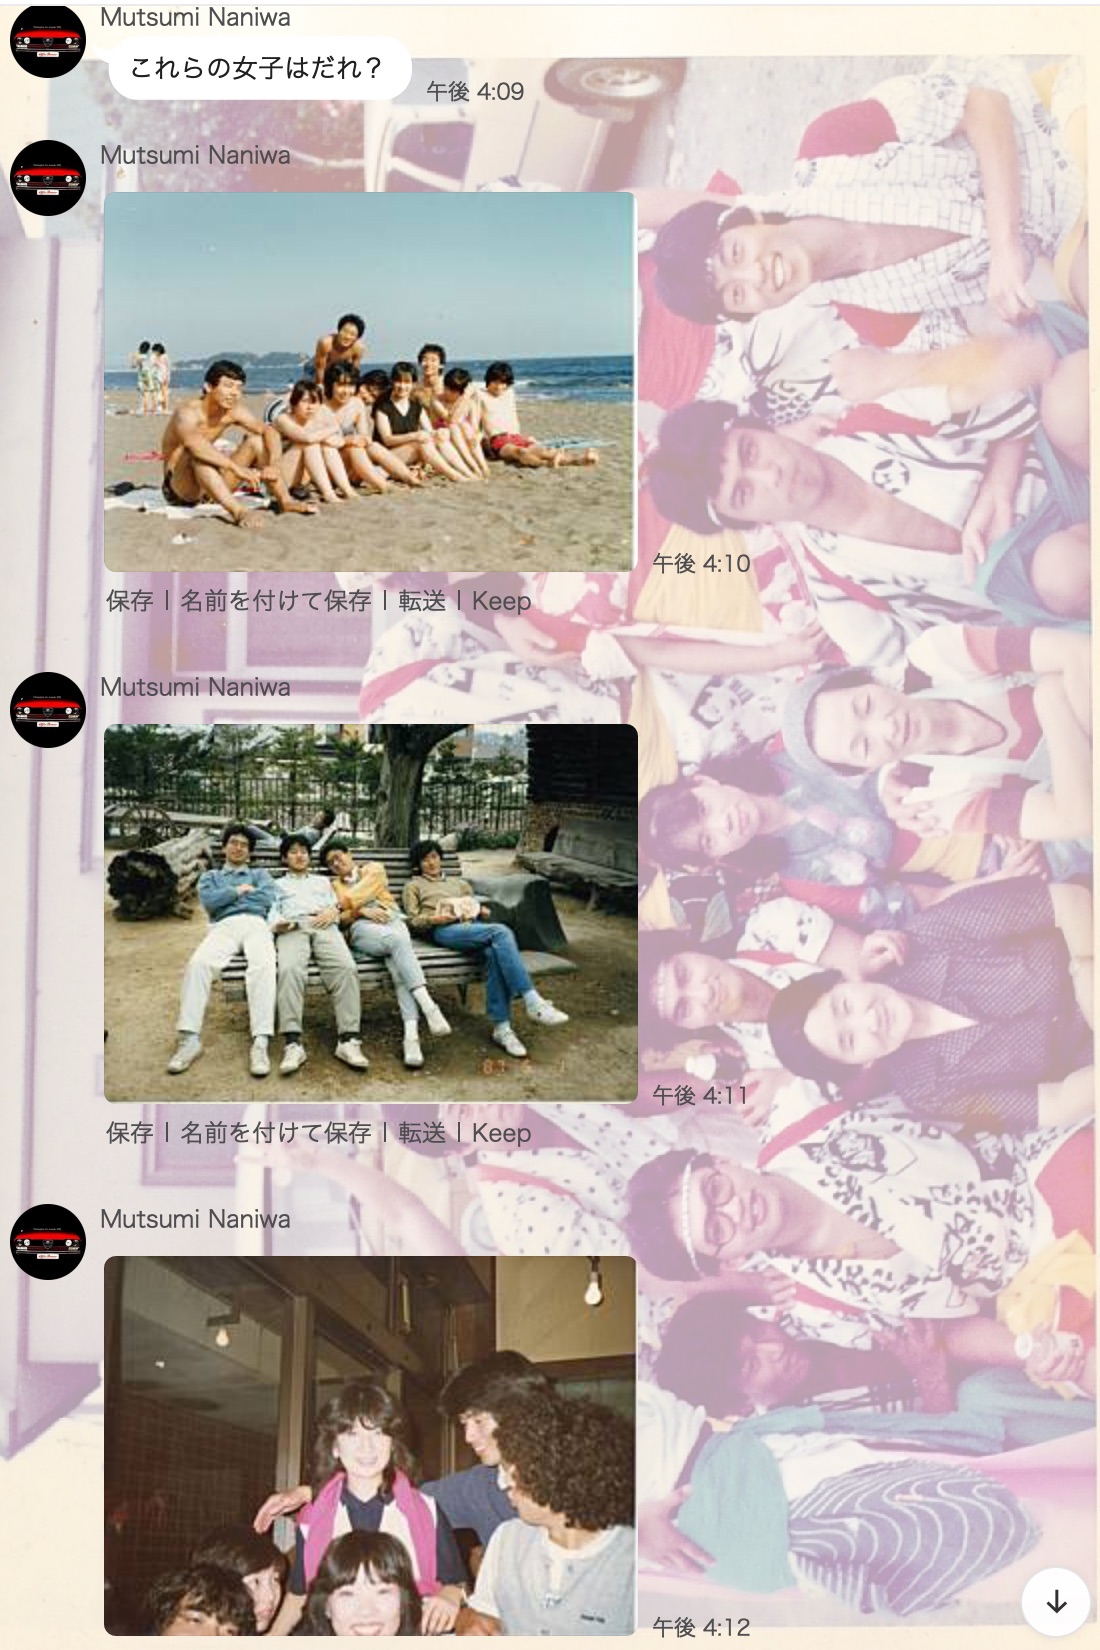 Mutsumi Naniwa
これらの女子はだれ？
午後 4:09
Mutsumi Naniwa
午後 4:10
保存 | 名前を付けて保存 | 転送 | Keep
Mutsumi Naniwa
午後 4:11
保存 | 名前を付けて保存 | 転送 | Keep
Mutsumi Naniwa
午後 4:12